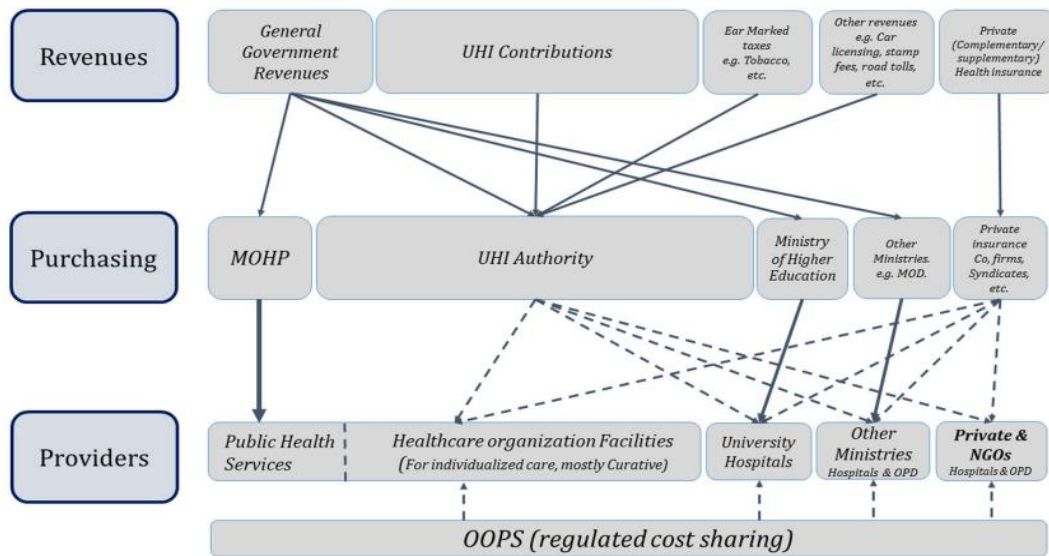 Revenues
General
Government
Revenues
UHI Contributions
Ear Marked
taxes
e.g. Tobacco,
etc.
Other revenues
e.g. Car
licensing, stamp
fees, road tolls,
etc.
Private
(Complementary/
supplementary)
Health insurance
Purchasing
MOHP
UHI Authority
Ministry
of Higher
Education
Other
Ministries.
e.g. MOD.
Private
insurance
Co, firms,
Syndicates,
etc.
Providers
Public Health
Services
Healthcare organization Facilities
(For individualized care, mostly Curative)
University
Hospitals
Other
Ministries
Hospitals & OPD
Private &
NGOs
Hospitals & OPD
OOPS (regulated cost sharing)